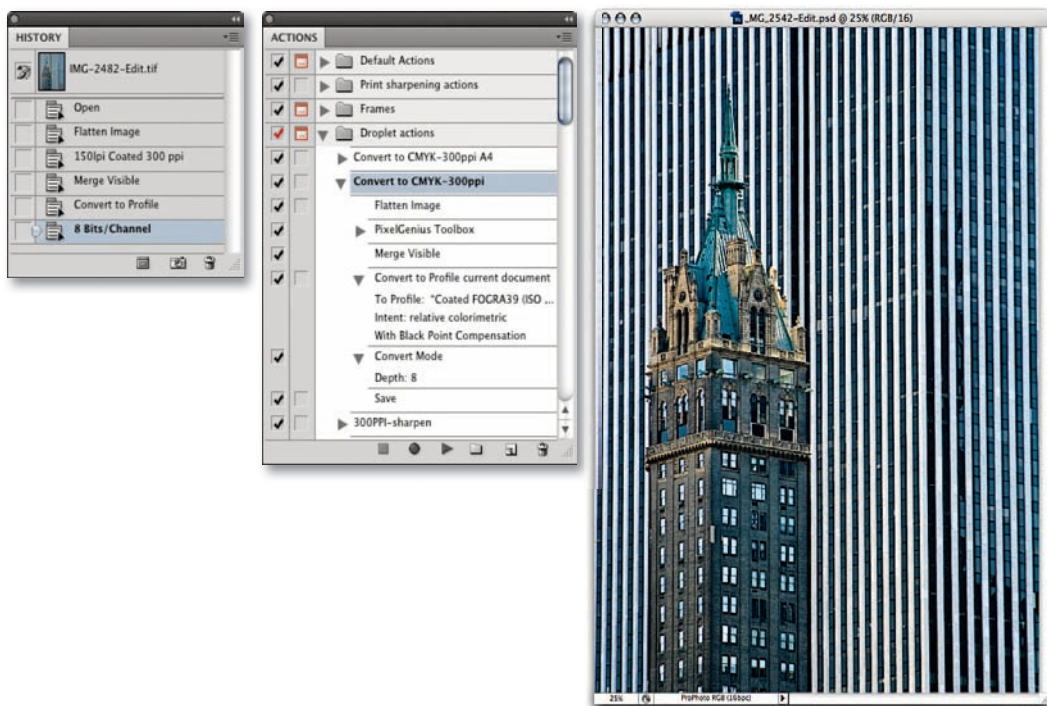 HISTORY
IMG-2482-Edit.tif
Open
Flatten Image
150lpi Coated 300 ppi
Merge Visible
Convert to Profile
8 Bits/Channel
ACTIONS
Default Actions
Print sharpening actions
Frames
Droplet actions
Convert to CMYK-300ppi A4
Convert to CMYK-300ppi
Flatten Image
PixelGenius Toolbox
Merge Visible
Convert to Profile current document
To Profile: "Coated FOGRA39 (ISO ...
Intent: relative colorimetric
With Black Point Compensation
Convert Mode
Depth: 8
Save
300PPI-sharpen
_MG_2542-Edit.psd @ 25% (RGB/16)
25%
ProPhoto RGB (16bpc)